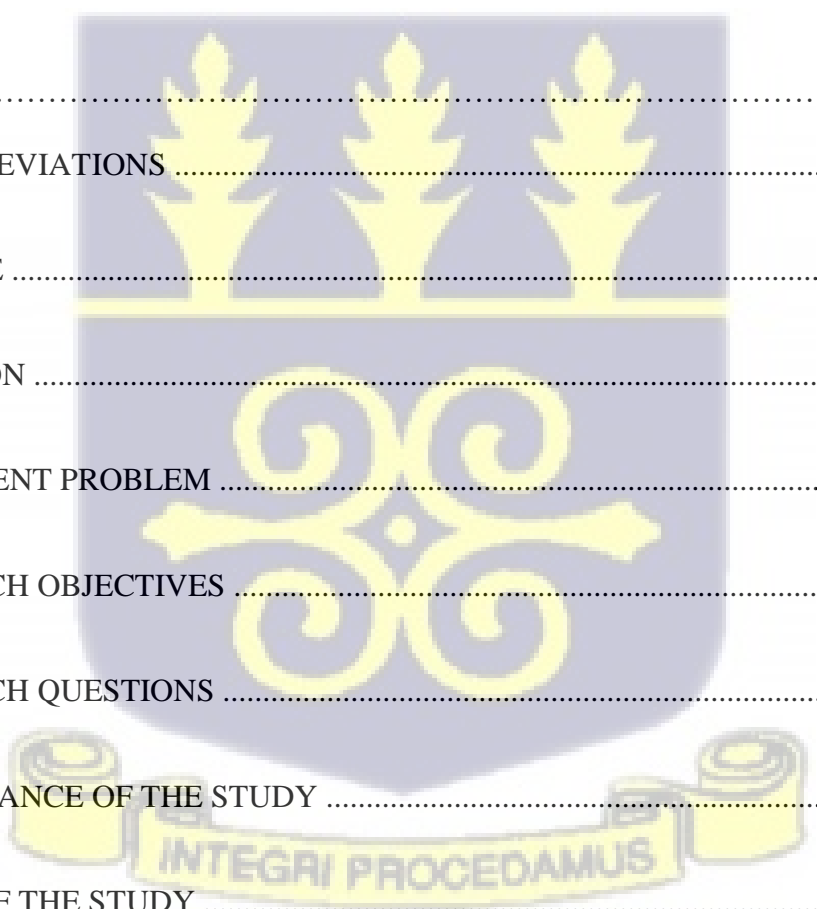 ....................................................................................................
EVIATIONS ....................................................................................
E ....................................................................................................
ON ....................................................................................................
ENT PROBLEM ..............................................................................
CH OBJECTIVES ............................................................................
CH QUESTIONS ..............................................................................
ANCE OF THE STUDY ................................................................
INTEGRI PROCEDAMUS
F THE STUDY ..............................................................................